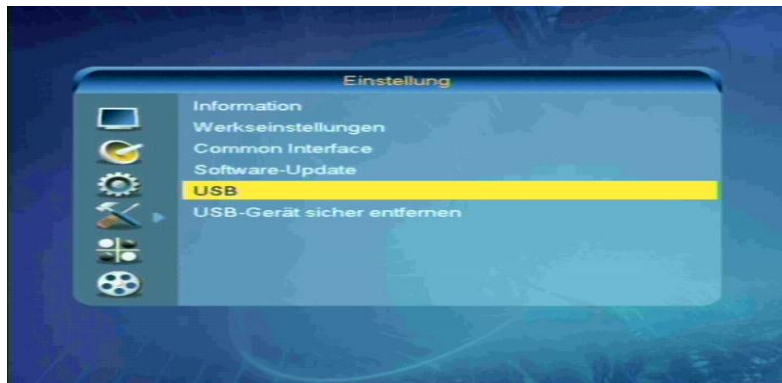 Einstellung
Information
Werkseinstellungen
Common Interface
Software-Update
USB
USB-Gerät sicher entfernen